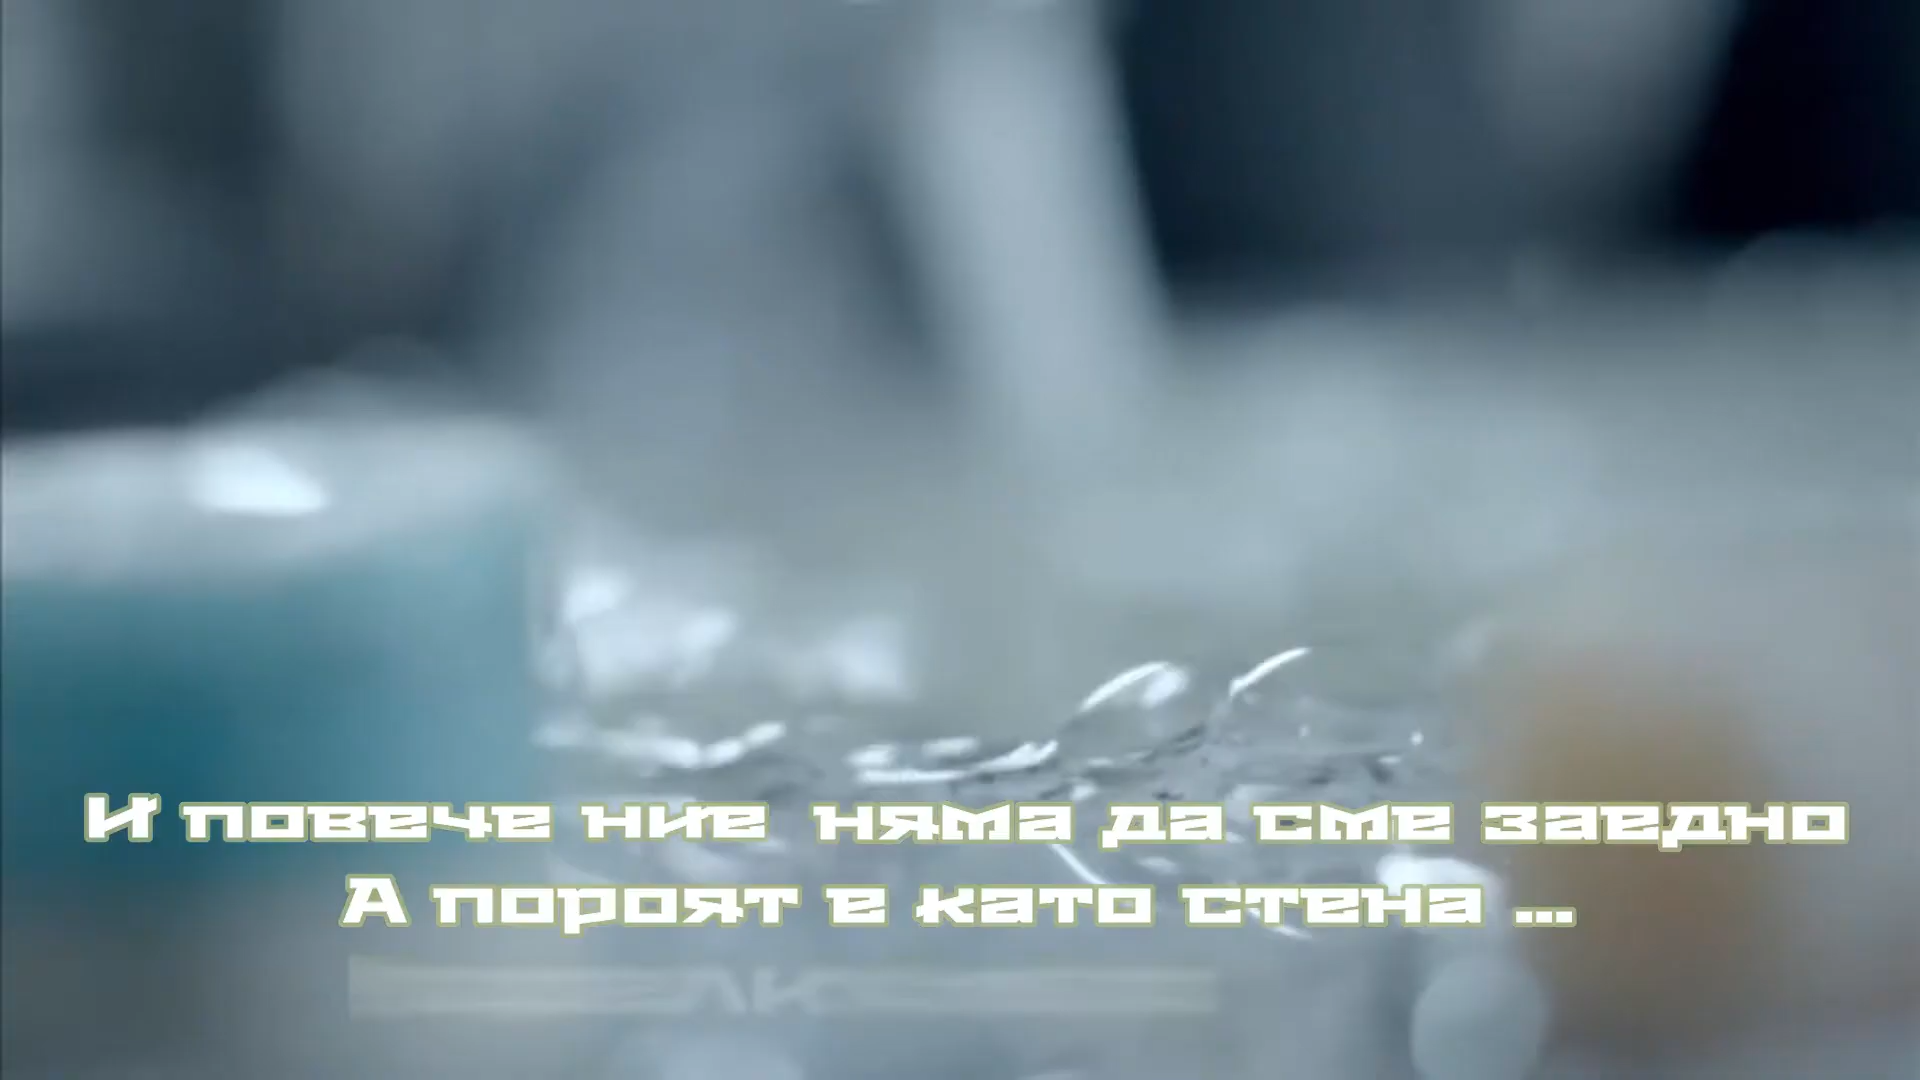 И повече ние няма да сме заедно
А пороят е като стена ...